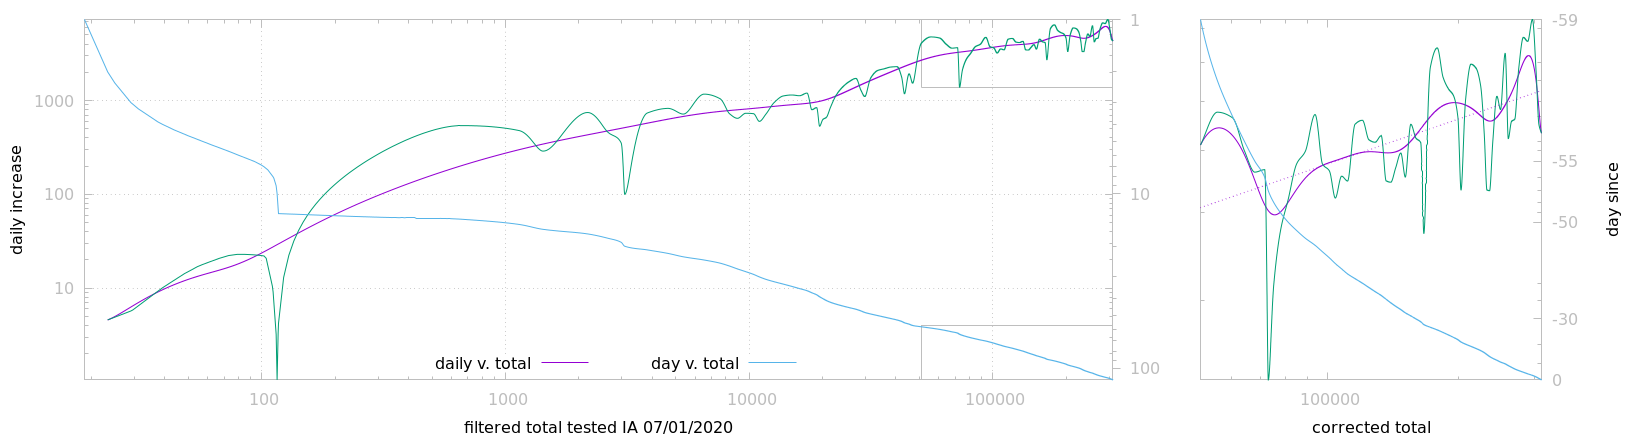 daily increase
1000
100
10
1
10
100
daily v. total
day v. total
100
1000
10000
100000
filtered total tested IA 07/01/2020
-59
-55
-50
-30
0
day since
100000
corrected total